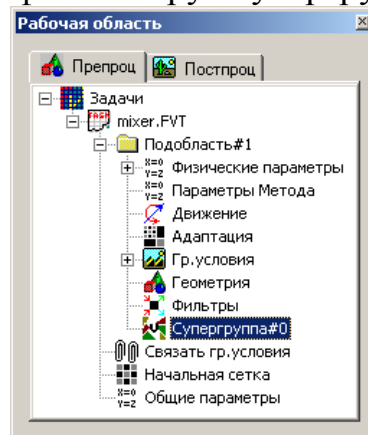 Рабочая область
Препроц Постпроц
Задачи
mixer.FVT
Подобласть#1
Физические параметры
Параметры Метода
Движение
Адаптация
Гр.условия
Геометрия
Фильтры
Супергруппа#0
Связать гр.условия
Начальная сетка
Общие параметры